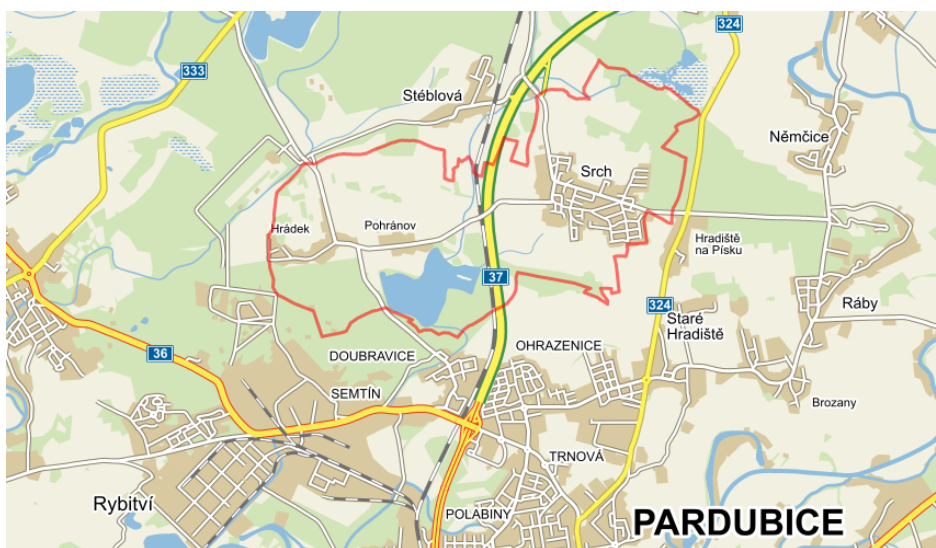 324
333
Stéblová
Němčice
Srch
Hrádek
Pohránov
Hradiště
na Písku
37
324
Ráby
Staré
Hradiště
36
DOUBRAVICE
OHRAZENICE
SEMTÍN
Brozany
TRNOVÁ
Rybitví
POLABINY
PARDUBICE